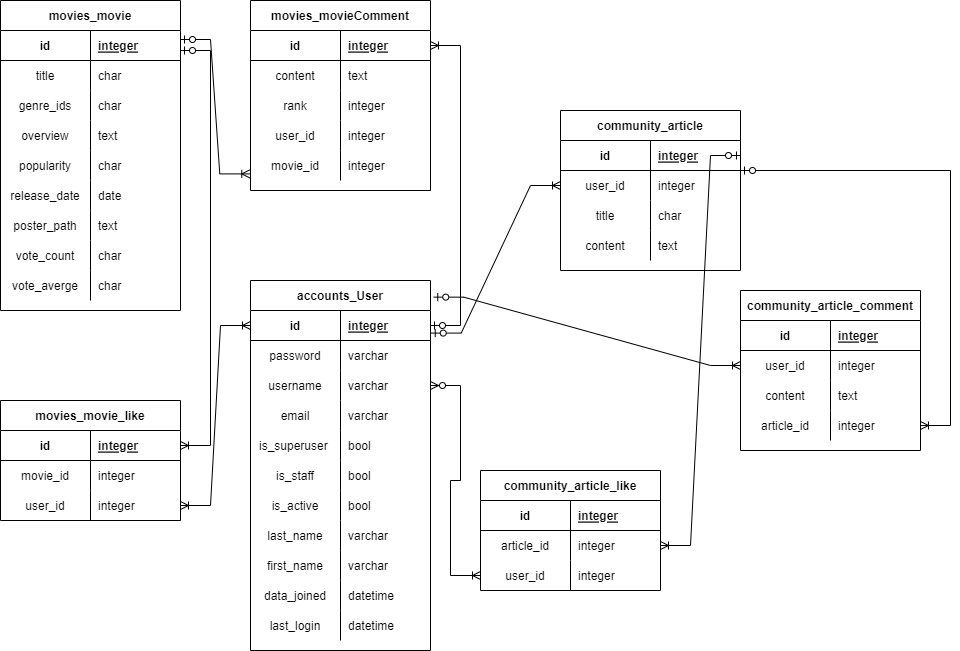 movies_movie
id integer
title char
genre_ids char
overview text
popularity char
release_date date
poster_path text
vote_count char
vote_averge char
movies_movieComment
id integer
content text
rank integer
user_id integer
movie_id integer
community_article
id integer
user_id integer
title char
content text
accounts_User
id integer
password varchar
username varchar
email varchar
is_superuser bool
is_staff bool
is_active bool
last_name varchar
first_name varchar
data_joined datetime
last_login datetime
community_article_comment
id integer
user_id integer
content text
article_id integer
movies_movie_like
id integer
movie_id integer
user_id integer
community_article_like
id integer
article_id integer
user_id integer